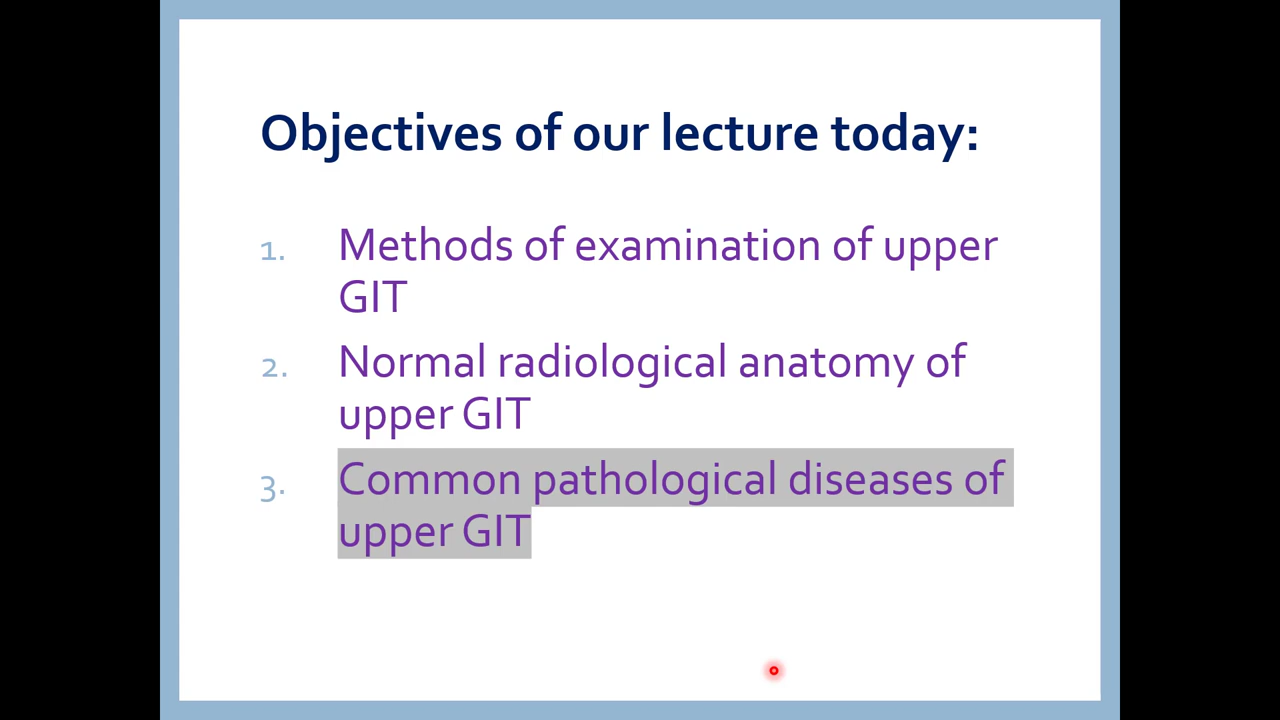 Objectives of our lecture today:
1. Methods of examination of upper
GIT
2. Normal radiological anatomy of
upper GIT
3. Common pathological diseases of
upper GIT